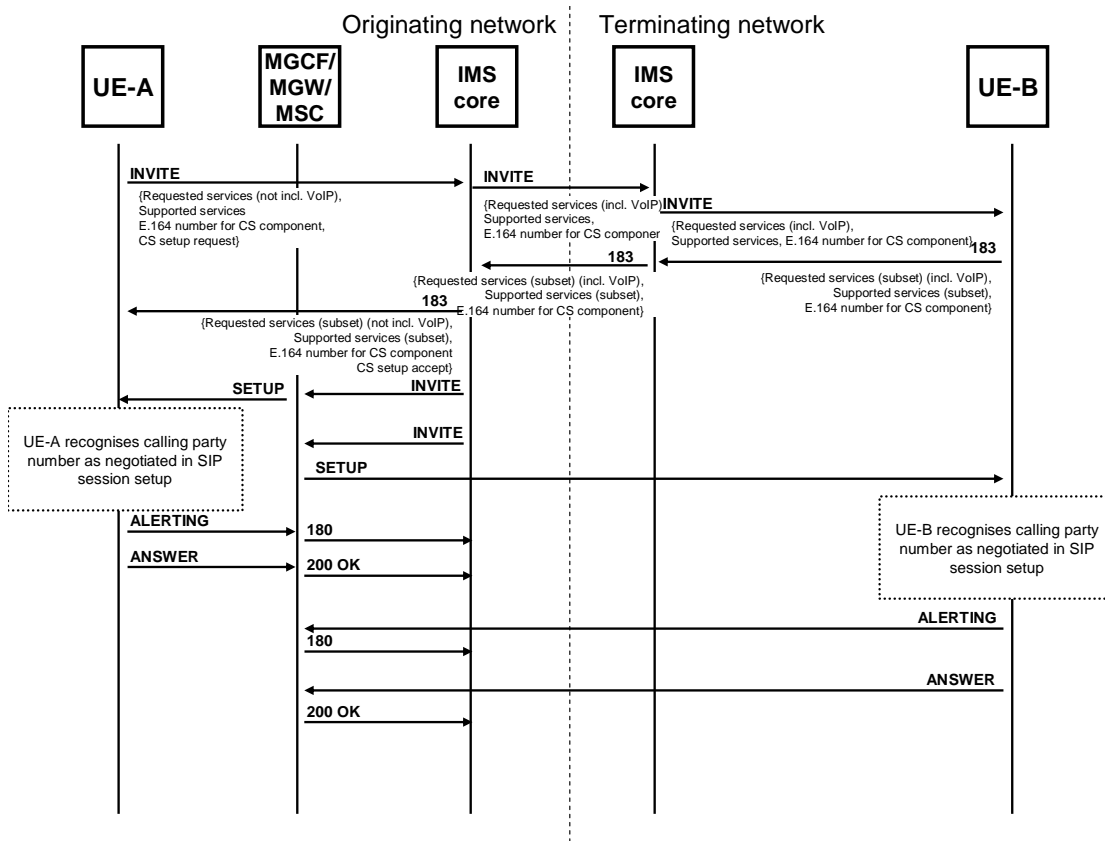 Originating network
Terminating network
UE-A
MGCF/
MGW/
MSC
IMS
core
IMS
core
UE-B
INVITE
{Requested services (not incl. VoIP),
Supported services
E.164 number for CS component,
CS setup request}
INVITE
{Requested services (incl. VoIP)
Supported services,
E.164 number for CS componer
INVITE
{Requested services (incl. VoIP),
Supported services, E.164 number for CS component}
183
{Requested services (subset) (incl. VoIP),
Supported services (subset),
E.164 number for CS component}
183
{Requested services (subset) (incl. VoIP),
Supported services (subset),
E.164 number for CS component}
183
{Requested services (subset) (not incl. VoIP),
Supported services (subset),
E.164 number for CS component
CS setup accept}
INVITE
SETUP
UE-A recognises calling party
number as negotiated in SIP
session setup
INVITE
SETUP
UE-B recognises calling party
number as negotiated in SIP
session setup
ALERTING
180
ANSWER
200 OK
ALERTING
180
ANSWER
200 OK